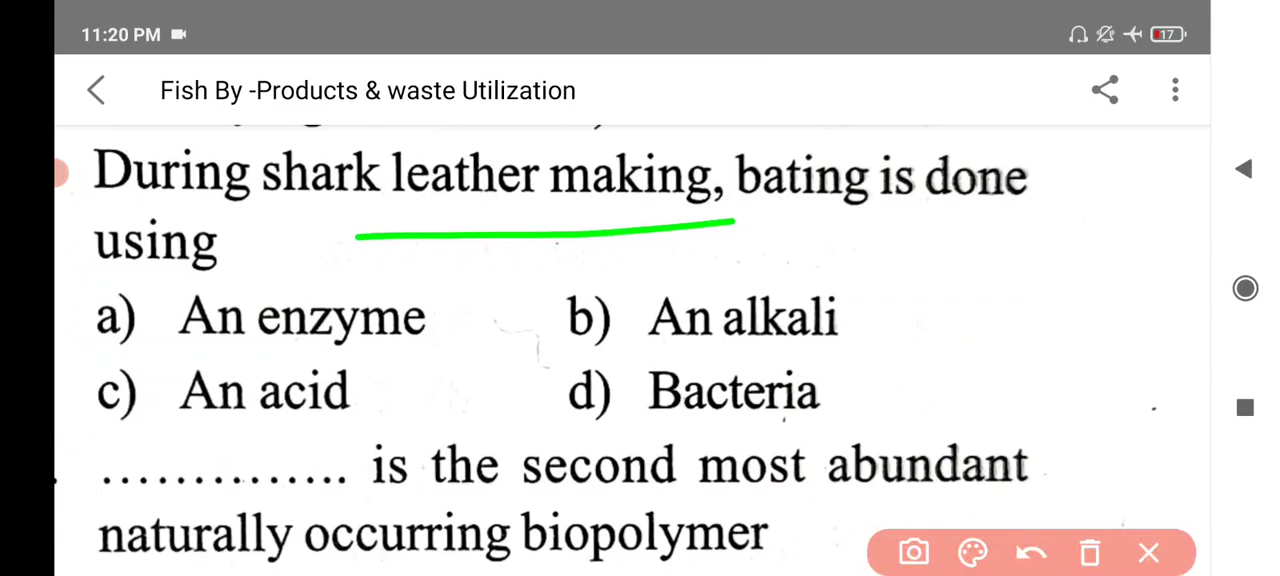 11:20 PM
17
Fish By -Products & waste Utilization
During shark leather making, bating is done
using
a) An enzyme b) An alkali
c) An acid d) Bacteria
.............. is the second most abundant
naturally occurring biopolymer